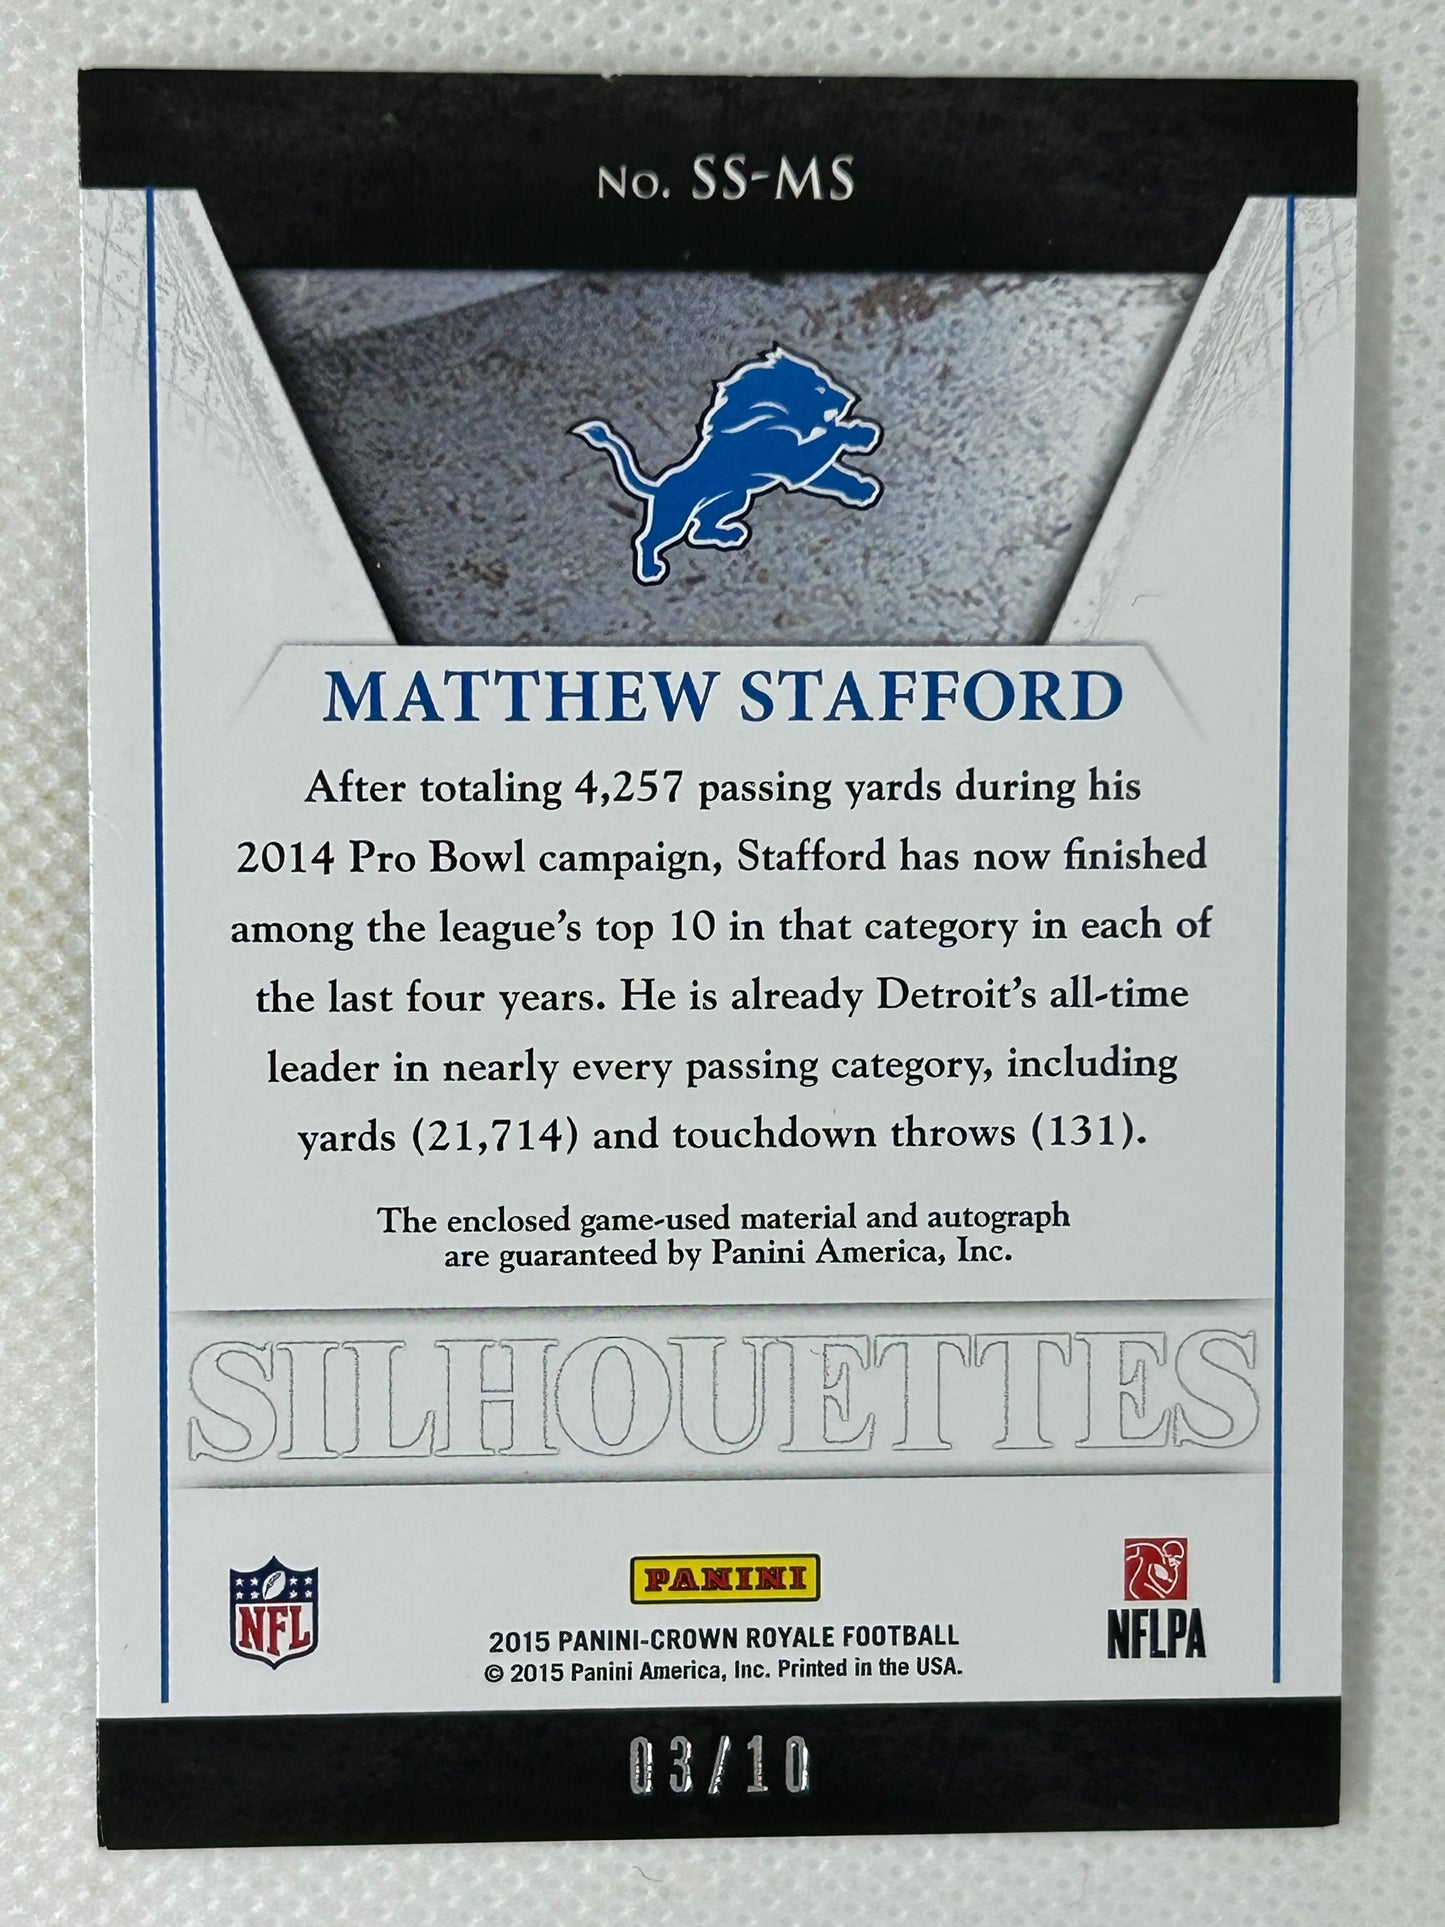 No. SS-MS
MATTHEW STAFFORD
After totaling 4,257 passing yards during his
2014 Pro Bowl campaign, Stafford has now finished
among the league's top 10 in that category in each of
the last four years. He is already Detroit's all-time
leader in nearly every passing category, including
yards (21,714) and touchdown throws (131).
The enclosed game-used material and autograph
are guaranteed by Panini America, Inc.
SILHOUETTES
NFL
PANINI
NFLPA
2015 PANINI-CROWN ROYALE FOOTBALL
© 2015 Panini America, Inc. Printed in the USA.
03/10